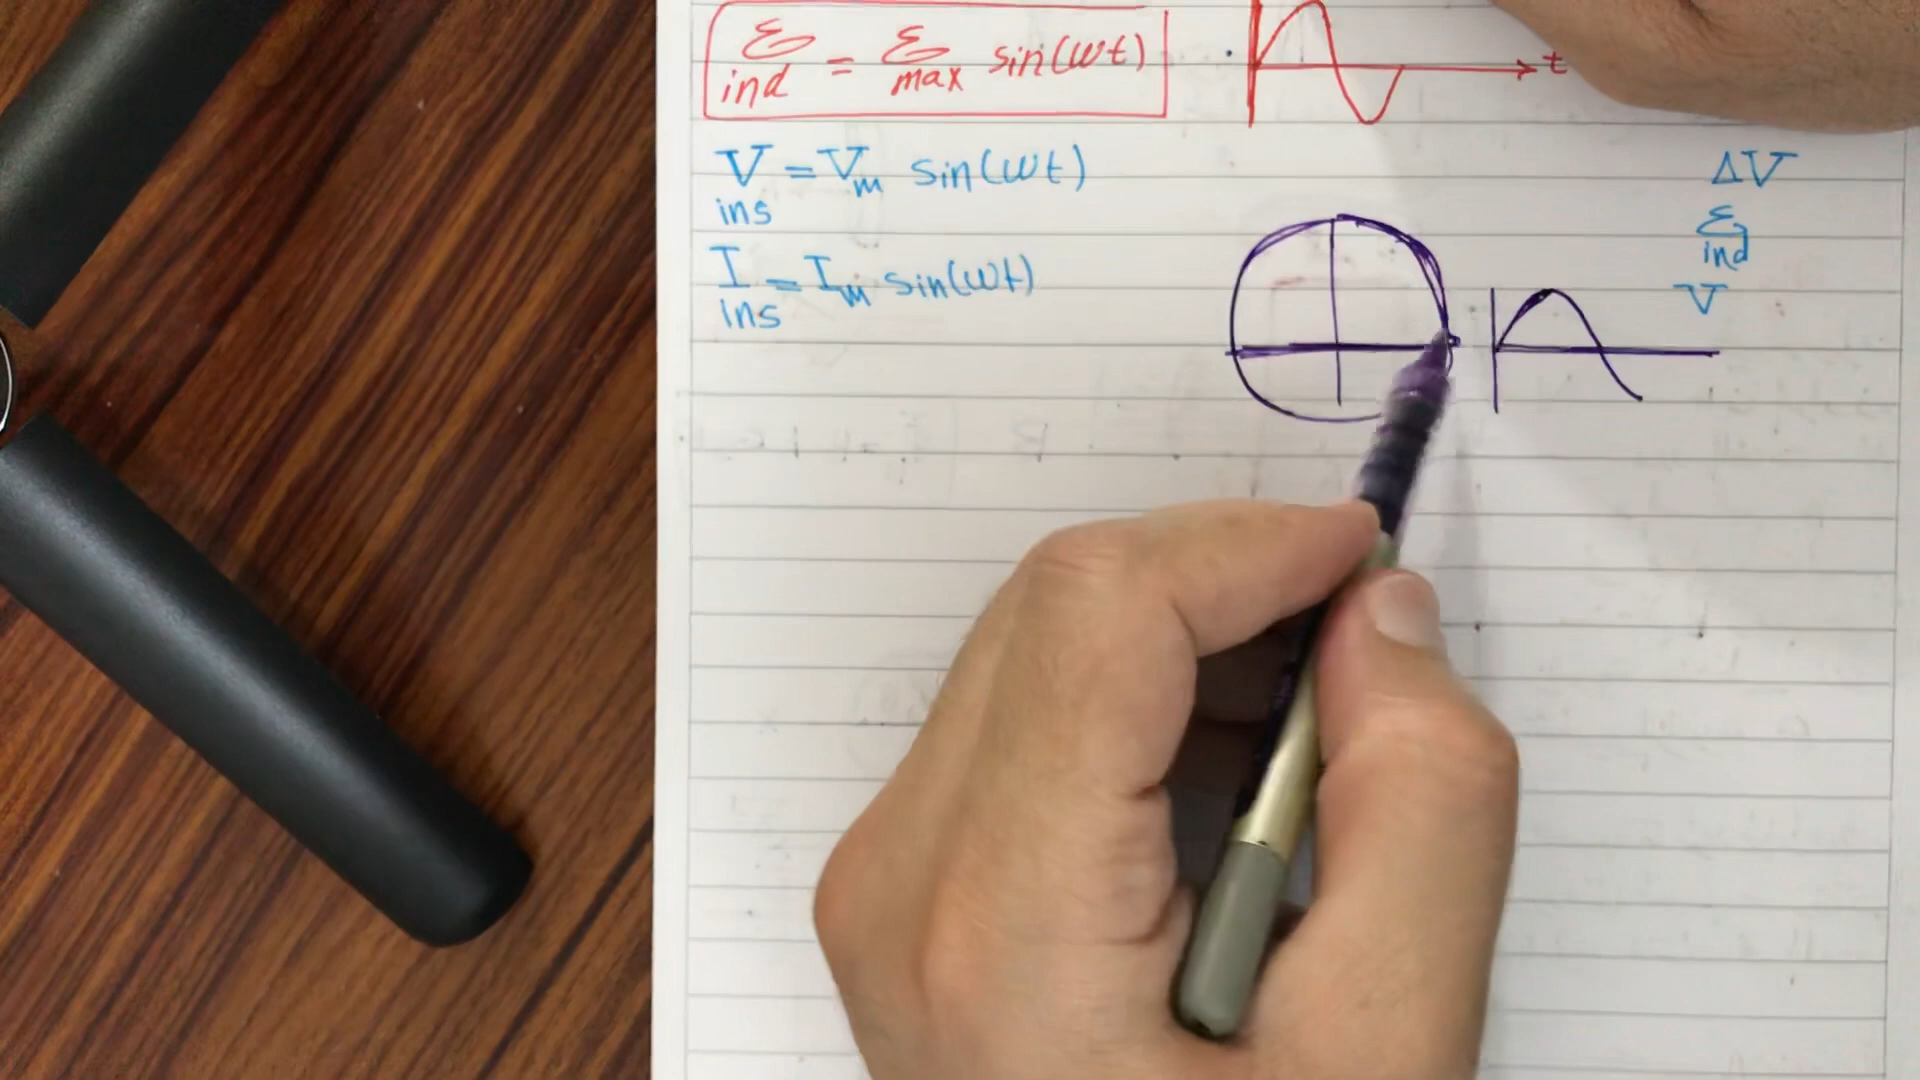 ℰind = ℰmax sin(ωt)
t
Vins = Vm sin(ωt)
Iins = Im sin(ωt)
ΔV
ℰind
V